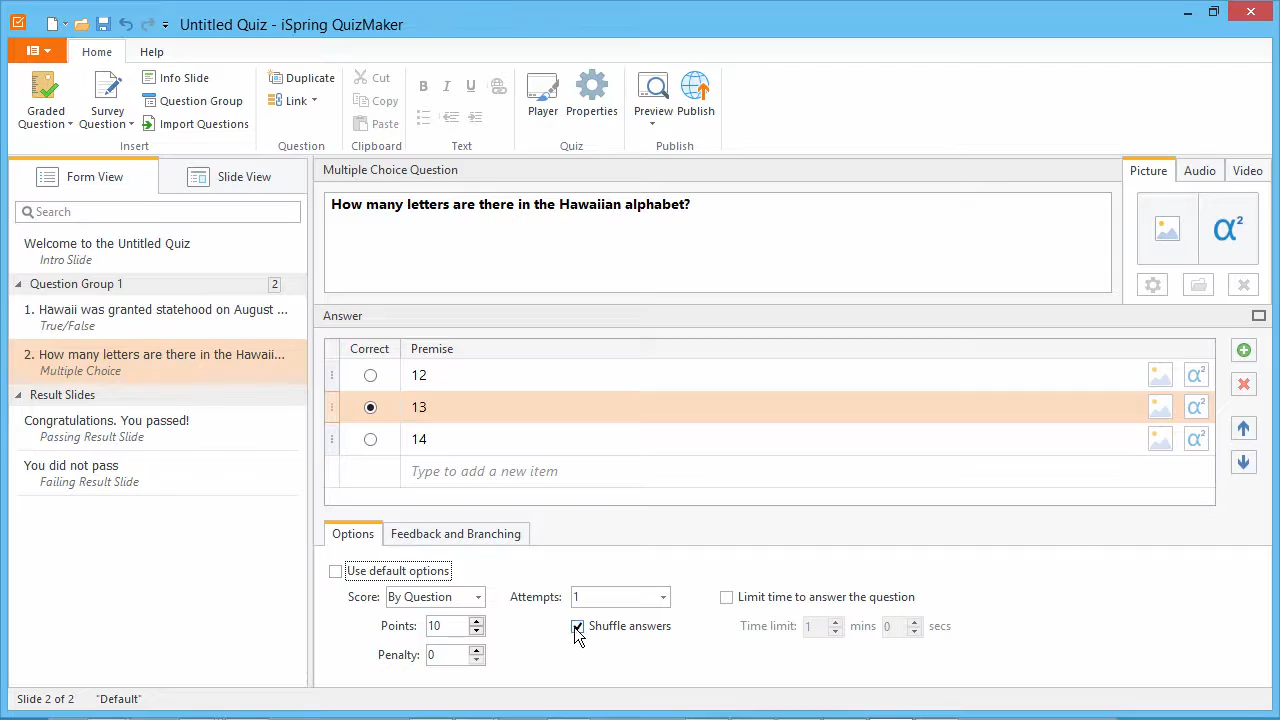 Untitled Quiz - iSpring QuizMaker
Home Help
Graded Question
Survey Question
Info Slide
Question Group
Import Questions
Insert
Duplicate
Link
Question
Cut
Copy
Paste
Clipboard
B I U
Text
Player
Properties
Quiz
Preview
Publish
Publish
Form View
Slide View
Search
Welcome to the Untitled Quiz
Intro Slide
Question Group 1 2
1. Hawaii was granted statehood on August ...
True/False
2. How many letters are there in the Hawaii...
Multiple Choice
Result Slides
Congratulations. You passed!
Passing Result Slide
You did not pass
Failing Result Slide
Multiple Choice Question
How many letters are there in the Hawaiian alphabet?
Picture Audio Video
α²
Answer
Correct Premise
12 α²
13 α²
14 α²
Type to add a new item
Options Feedback and Branching
Use default options
Score: By Question Attempts: 1 Limit time to answer the question
Points: 10 Shuffle answers Time limit: 1 mins 0 secs
Penalty: 0
Slide 2 of 2 "Default"